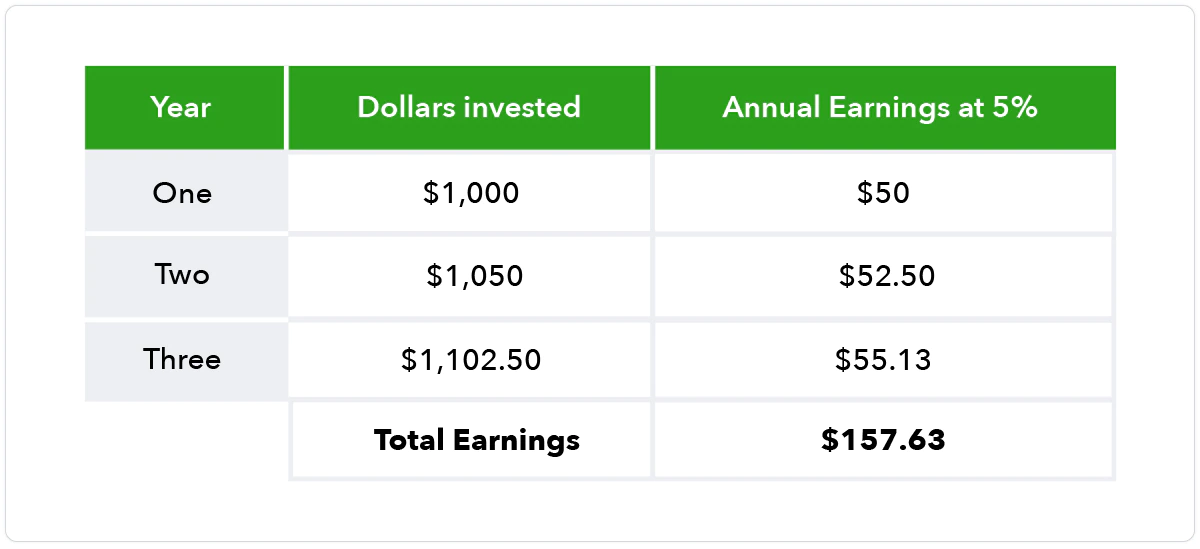 Year Dollars invested Annual Earnings at 5%
One $1,000 $50
Two $1,050 $52.50
Three $1,102.50 $55.13
Total Earnings $157.63